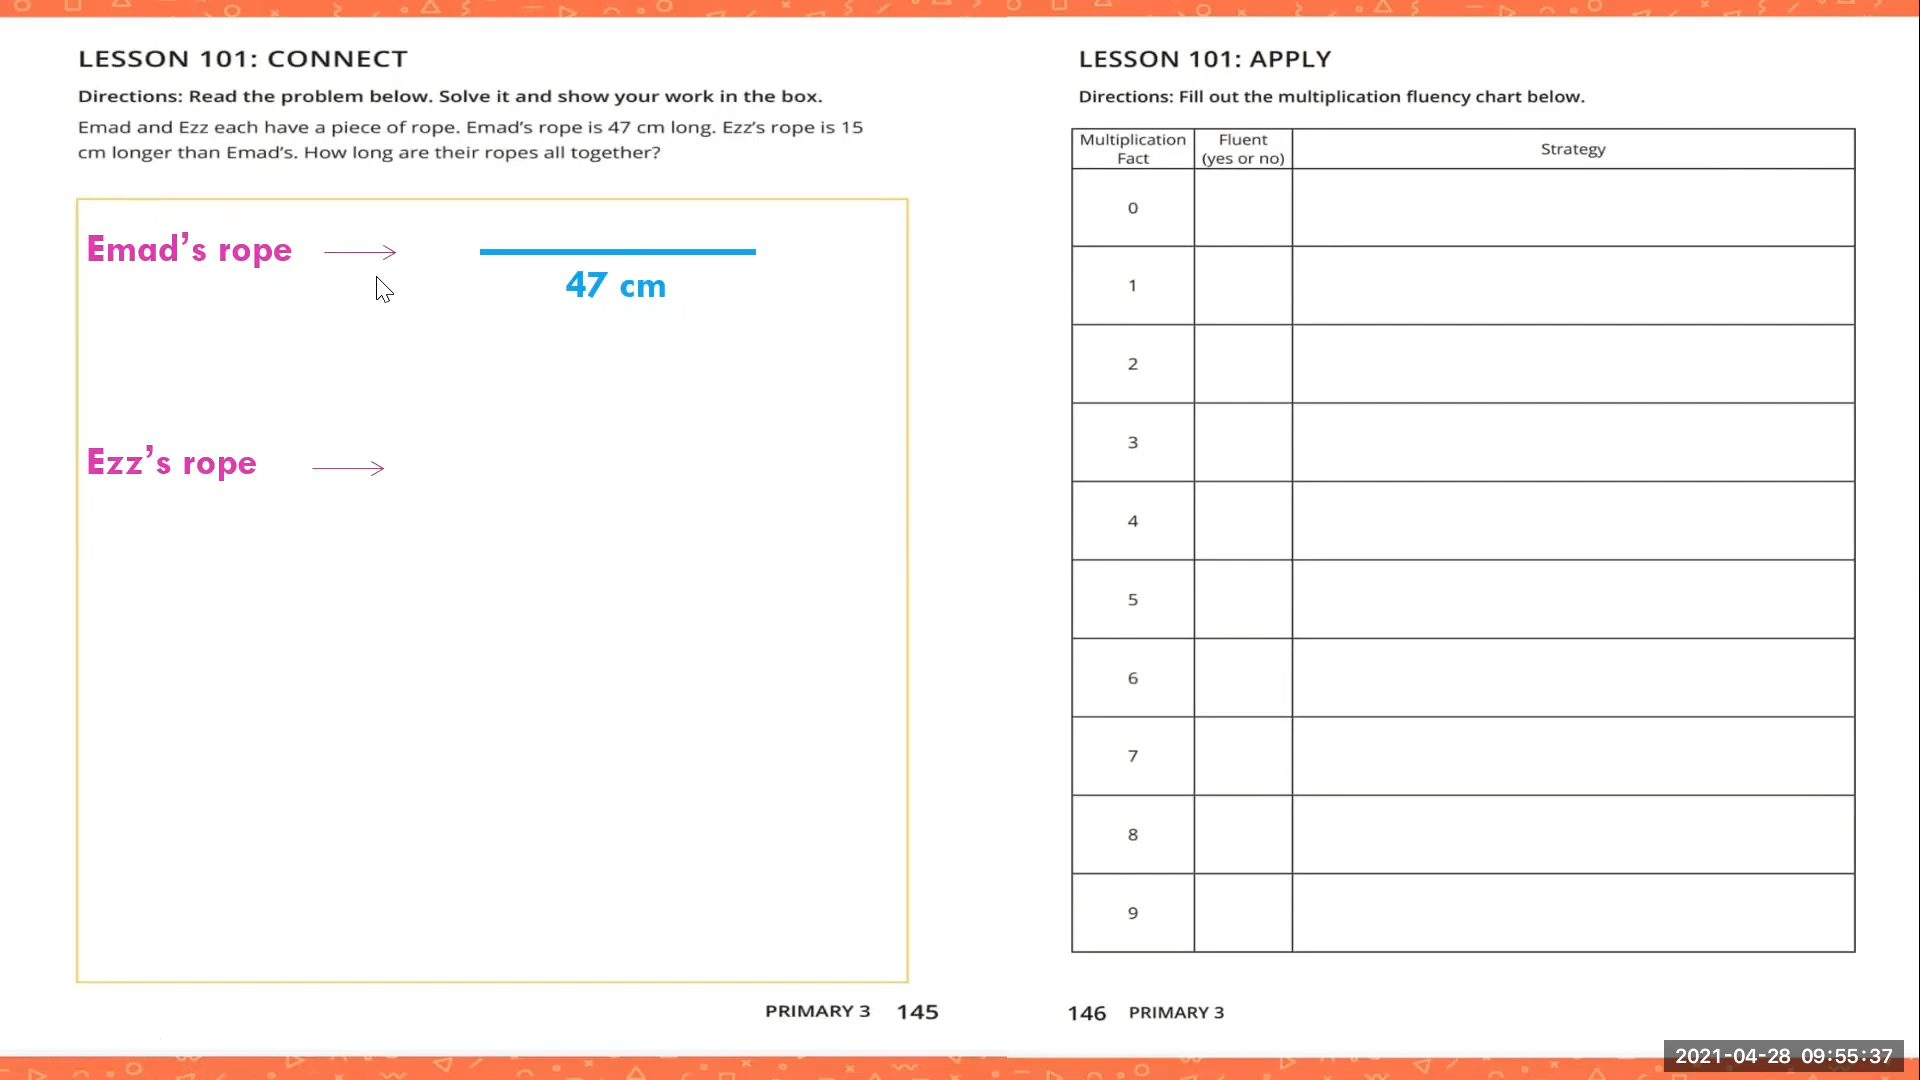 LESSON 101: CONNECT
Directions: Read the problem below. Solve it and show your work in the box.
Emad and Ezz each have a piece of rope. Emad’s rope is 47 cm long. Ezz’s rope is 15
cm longer than Emad’s. How long are their ropes all together?
Emad’s rope
47 cm
Ezz’s rope
PRIMARY 3 145
LESSON 101: APPLY
Directions: Fill out the multiplication fluency chart below.
Multiplication Fact
Fluent (yes or no)
Strategy
0
1
2
3
4
5
6
7
8
9
146 PRIMARY 3
2021-04-28 09:55:37